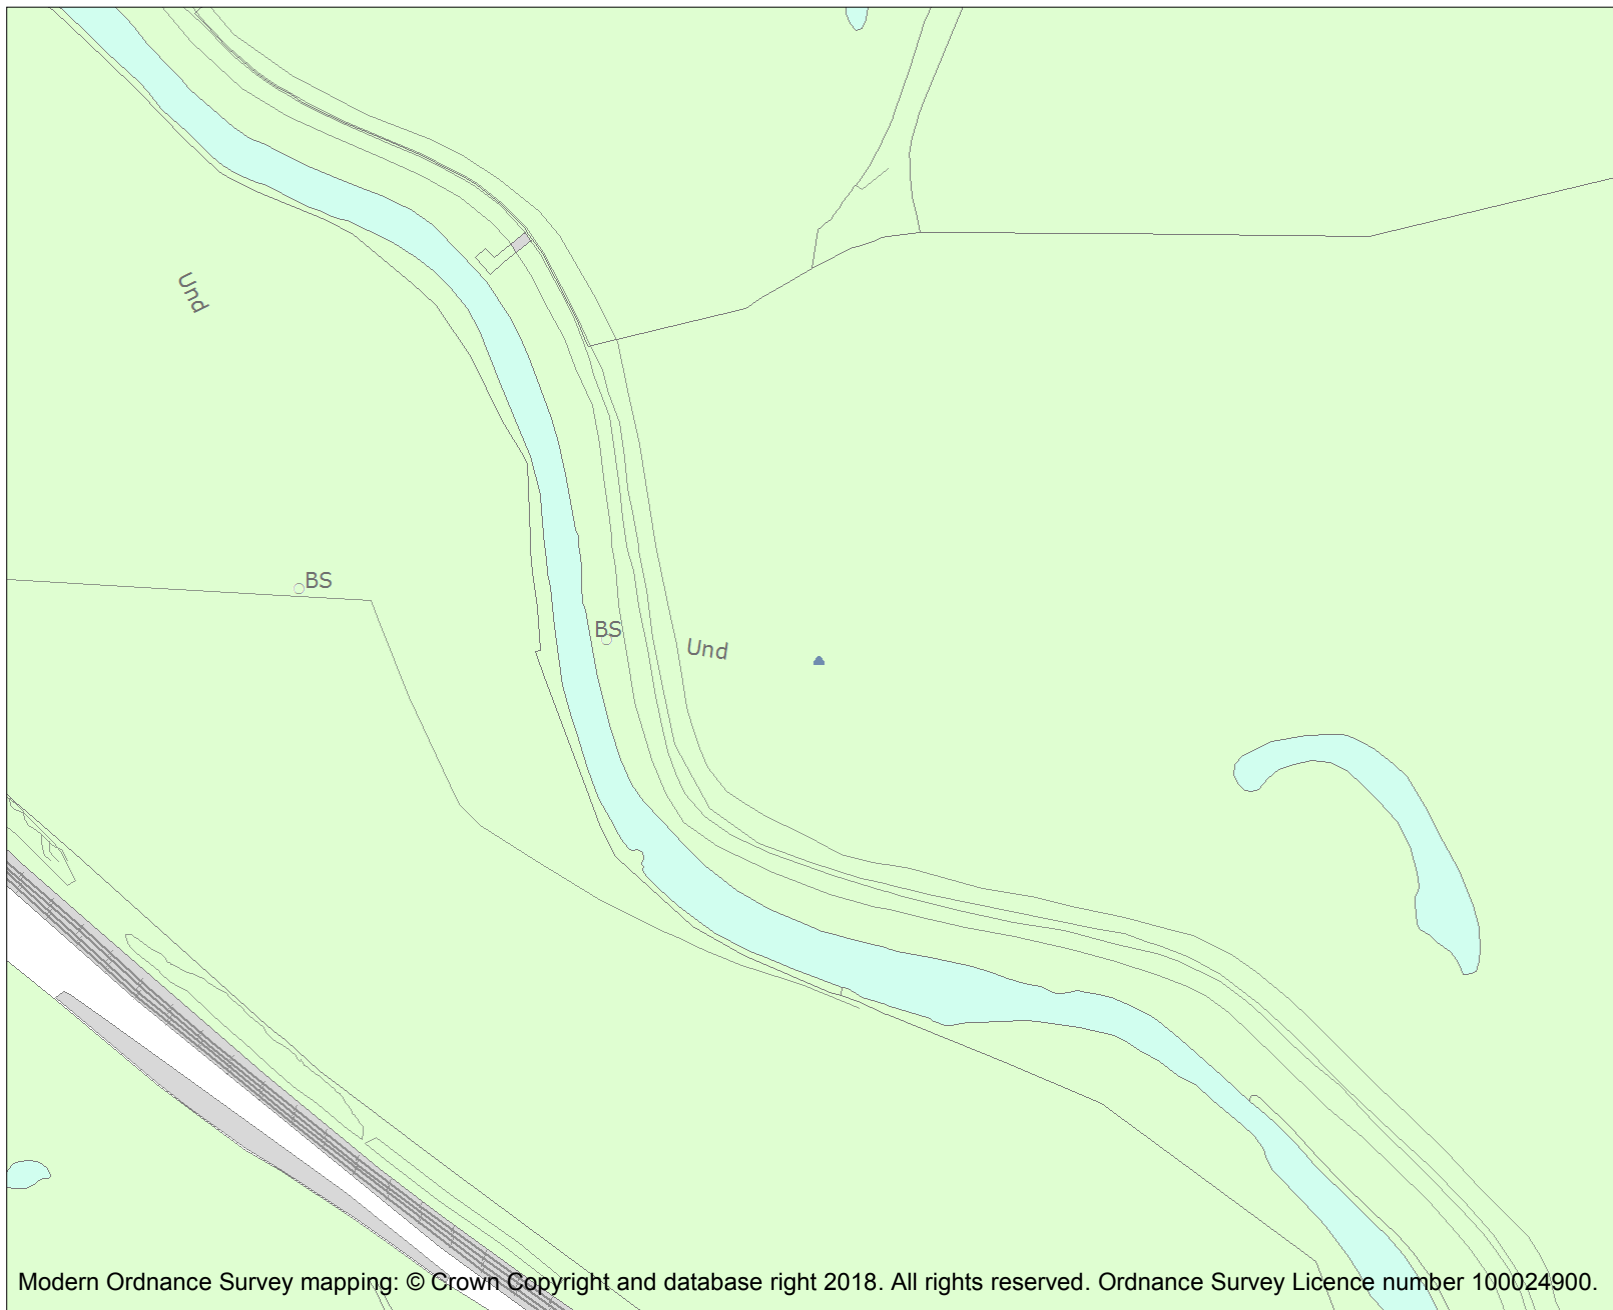 Und
BS
BS
Und
Modern Ordnance Survey mapping: © Crown Copyright and database right 2018. All rights reserved. Ordnance Survey Licence number 100024900.